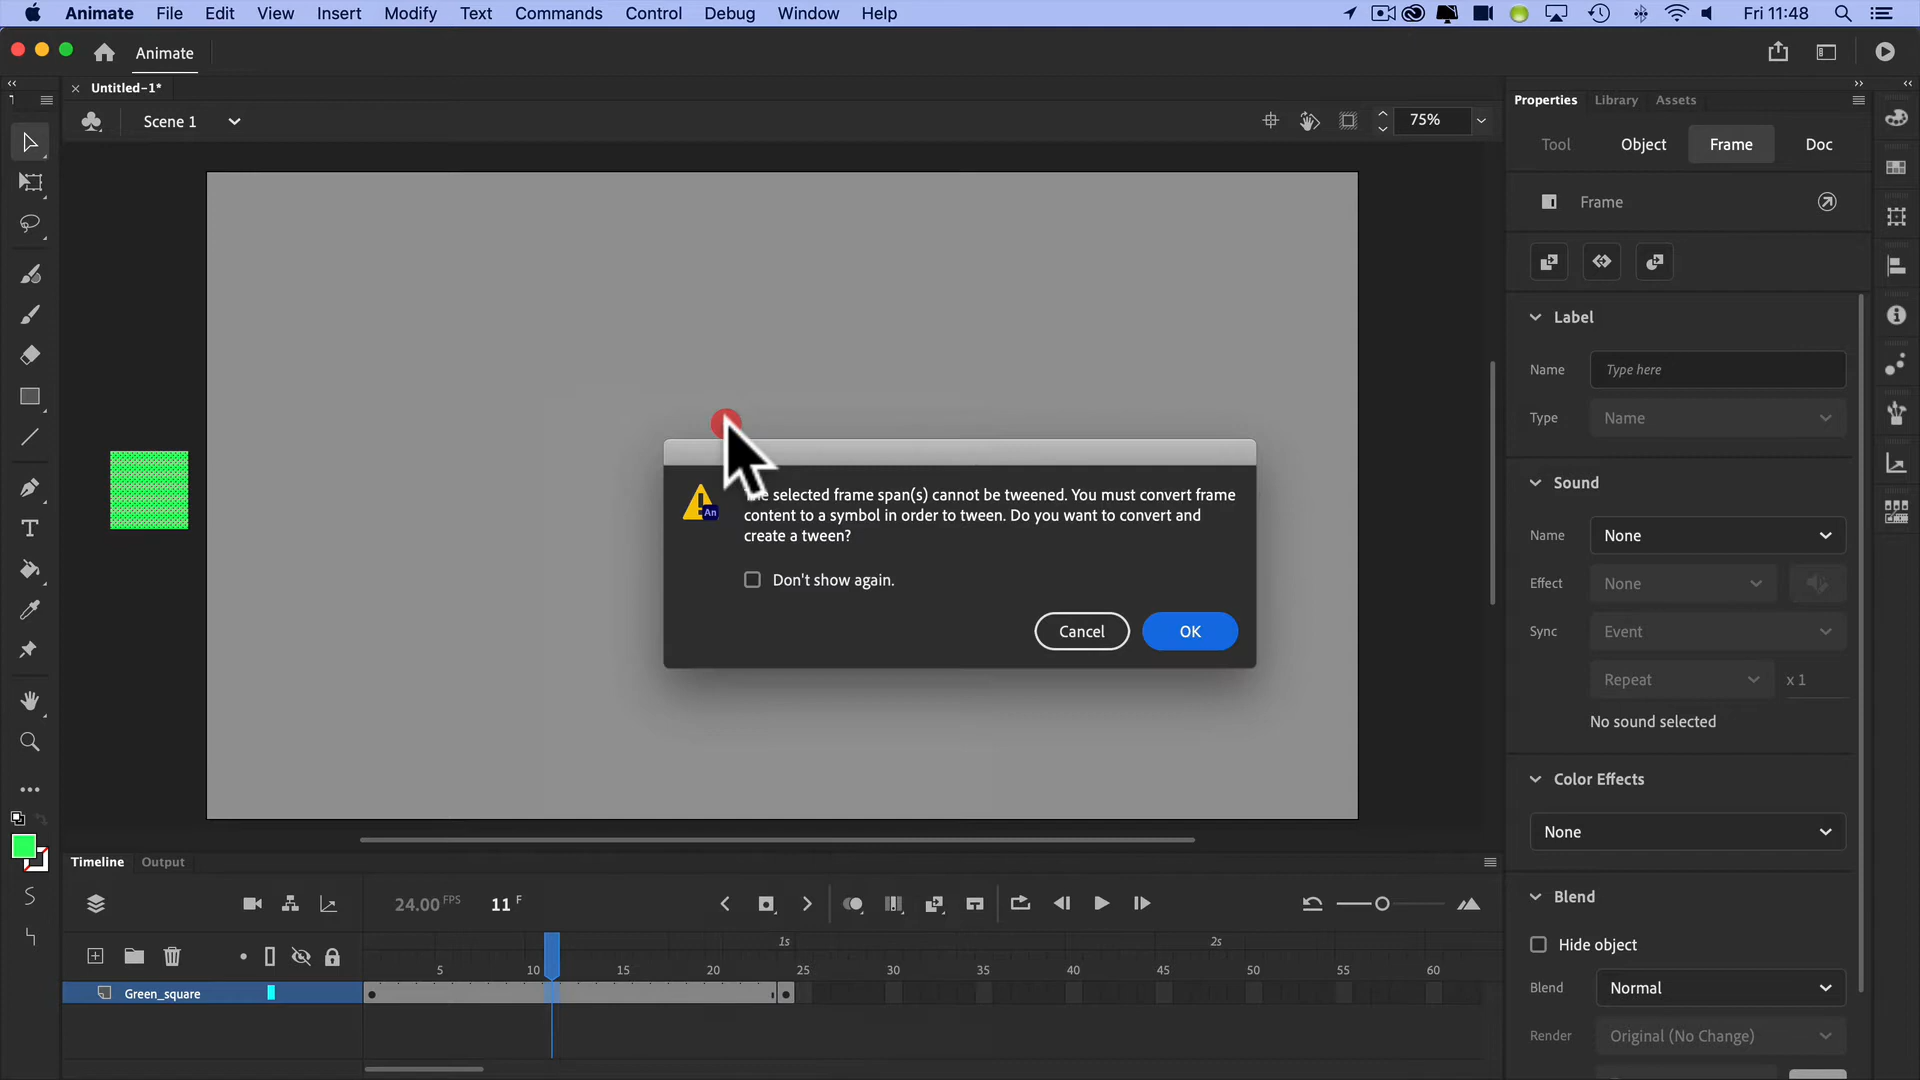 Animate File Edit View Insert Modify Text Commands Control Debug Window Help Fri 11:48
Animate
Untitled-1*
Scene 1
75%
Properties Library Assets
Tool Object Frame Doc
Frame
Label
Name Type here
Type Name
Sound
Name None
Effect None
Sync Event
Repeat x 1
No sound selected
Color Effects
None
Blend
Hide object
Blend Normal
Render Original (No Change)
selected frame span(s) cannot be tweened. You must convert frame
content to a symbol in order to tween. Do you want to convert and
create a tween?
An
Don't show again.
Cancel OK
Timeline Output
24.00 FPS 11 F
1s 2s
5 10 15 20 25 30 35 40 45 50 55 60
Green_square